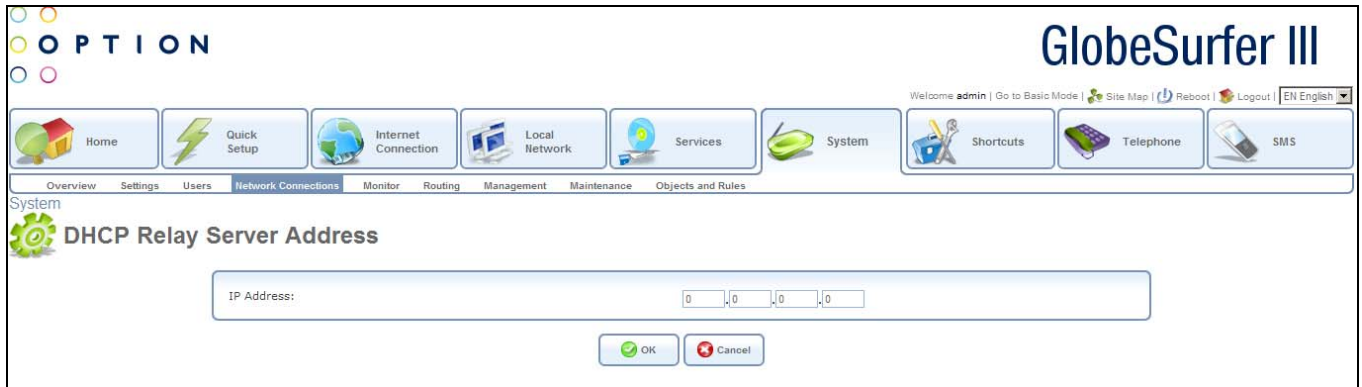 OPTION
GlobeSurfer III
Welcome admin | Go to Basic Mode | Site Map | Reboot | Logout | EN English
Home
Quick Setup
Internet Connection
Local Network
Services
System
Shortcuts
Telephone
SMS
Overview Settings Users Network Connections Monitor Routing Management Maintenance Objects and Rules
System
DHCP Relay Server Address
IP Address: 0 .0 .0 .0
OK Cancel